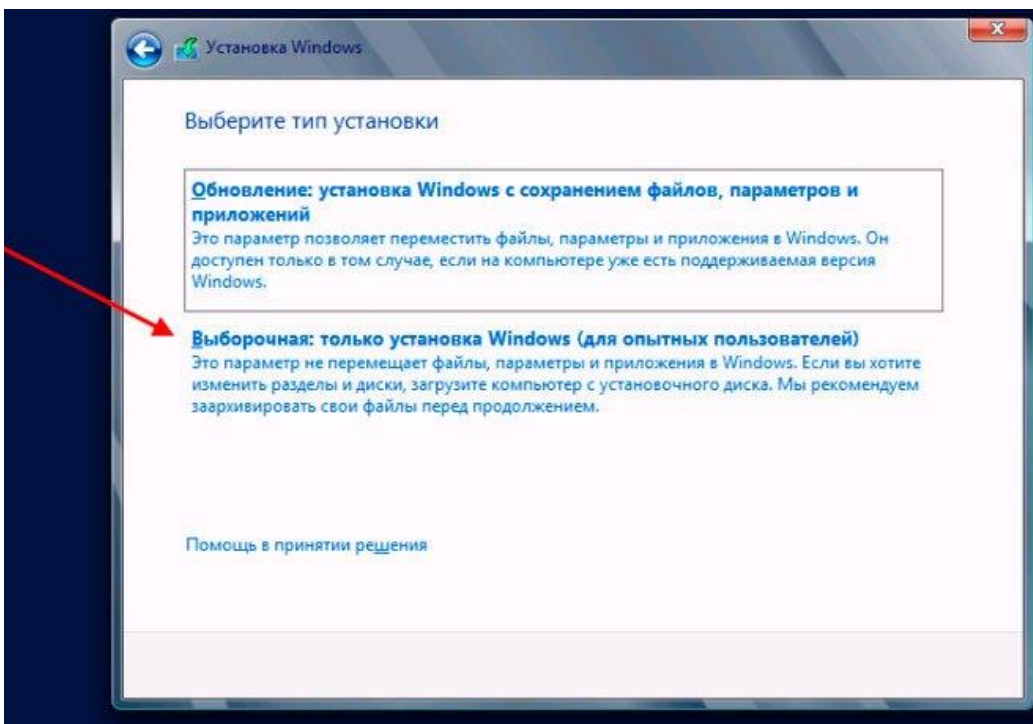 Установка Windows
Выберите тип установки
Обновление: установка Windows с сохранением файлов, параметров и
приложений
Это параметр позволяет переместить файлы, параметры и приложения в Windows. Он
доступен только в том случае, если на компьютере уже есть поддерживаемая версия
Windows.
Выборочная: только установка Windows (для опытных пользователей)
Это параметр не перемещает файлы, параметры и приложения в Windows. Если вы хотите
изменить разделы и диски, загрузите компьютер с установочного диска. Мы рекомендуем
заархивировать свои файлы перед продолжением.
Помощь в принятии решения